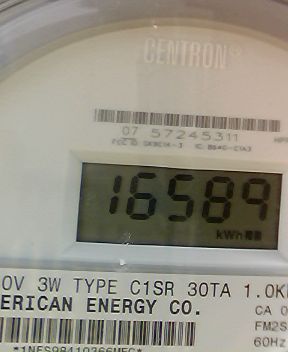 CENTRON®
07 57245311
16589
kWh
0V 3W TYPE C1SR 30TA 1.0K
ERICAN ENERGY CO.
CA 0
FM2S
60Hz